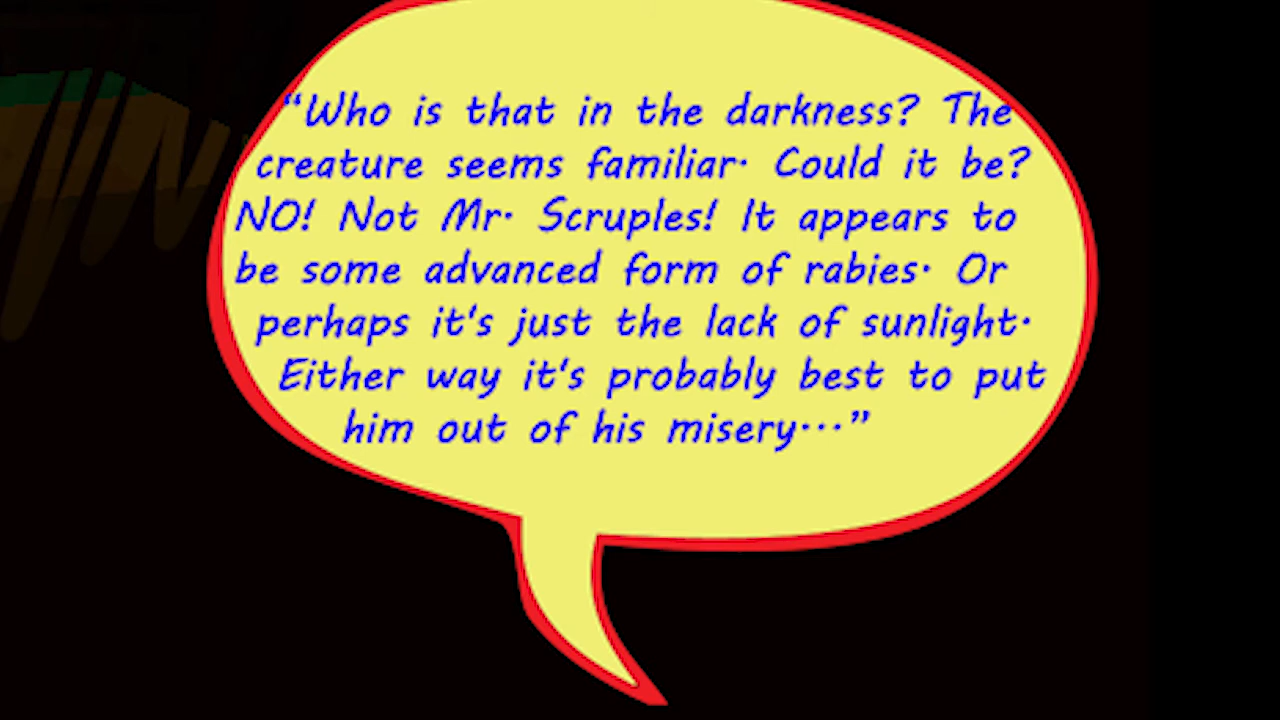 “Who is that in the darkness? The
creature seems familiar. Could it be?
NO! Not Mr. Scruples! It appears to
be some advanced form of rabies. Or
perhaps it's just the lack of sunlight.
Either way it's probably best to put
him out of his misery...”